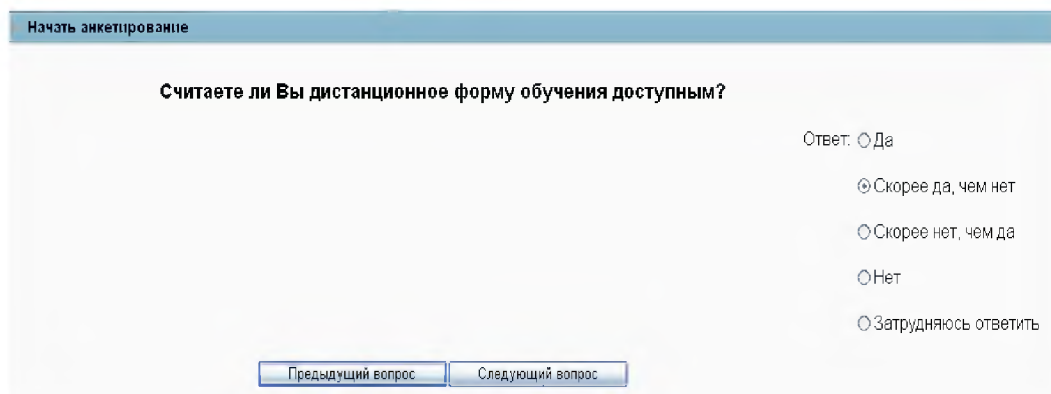 Начать анкетирование
Считаете ли Вы дистанционное форму обучения доступным?
Ответ: Да
Скорее да, чем нет
Скорее нет, чем да
Нет
Затрудняюсь ответить
Предыдущий вопрос Следующий вопрос